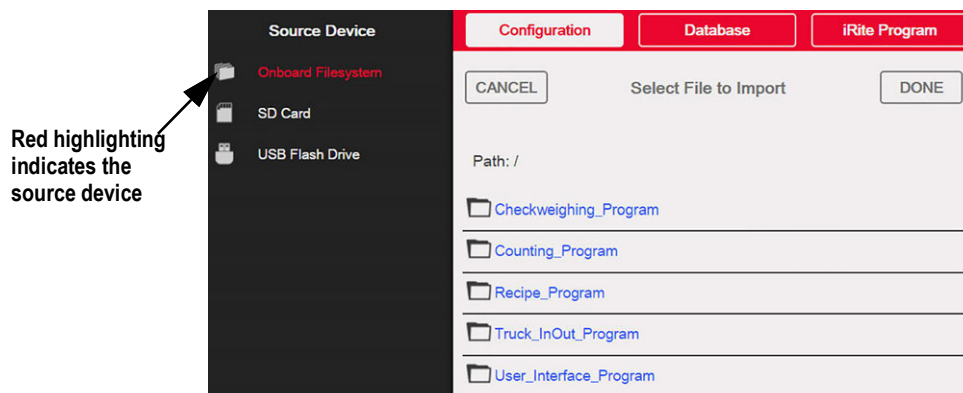 Red highlighting
indicates the
source device
Source Device
Onboard Filesystem
SD Card
USB Flash Drive
Configuration
Database
iRite Program
CANCEL
Select File to Import
DONE
Path: /
Checkweighing_Program
Counting_Program
Recipe_Program
Truck_InOut_Program
User_Interface_Program